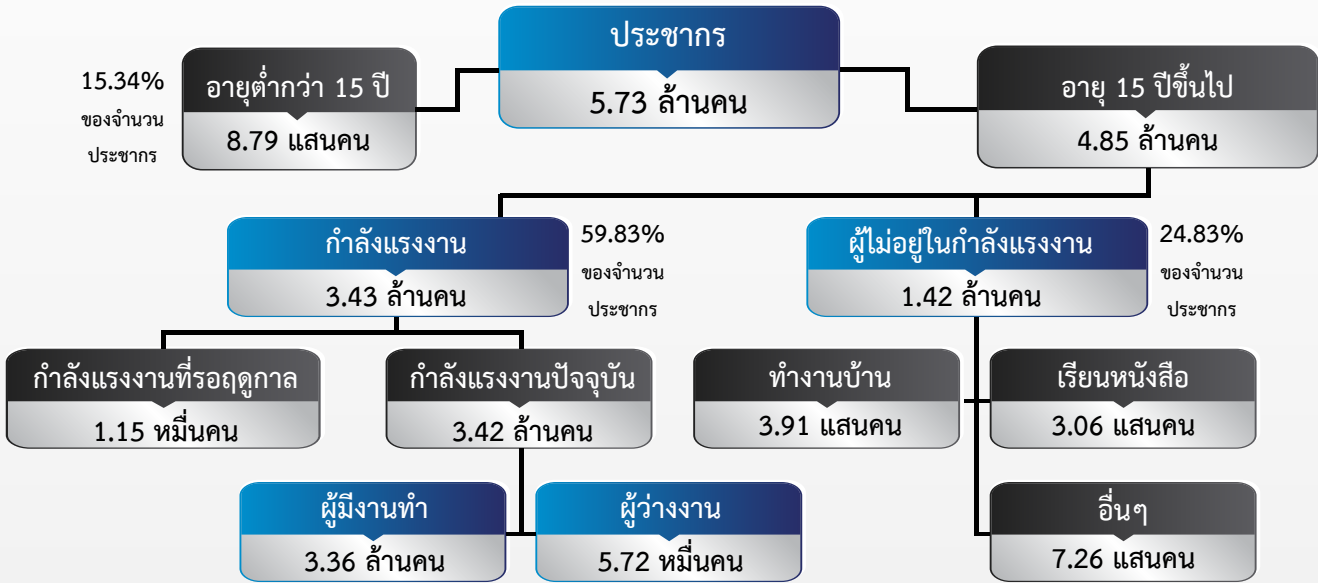 ประชากร
5.73 ล้านคน
15.34%
ของจำนวน
ประชากร
อายุต่ำกว่า 15 ปี
8.79 แสนคน
อายุ 15 ปีขึ้นไป
4.85 ล้านคน
กำลังแรงงาน
3.43 ล้านคน
59.83%
ของจำนวน
ประชากร
ผู้ไม่อยู่ในกำลังแรงงาน
1.42 ล้านคน
24.83%
ของจำนวน
ประชากร
กำลังแรงงานที่รอฤดูกาล
1.15 หมื่นคน
กำลังแรงงานปัจจุบัน
3.42 ล้านคน
ทำงานบ้าน
3.91 แสนคน
เรียนหนังสือ
3.06 แสนคน
ผู้มีงานทำ
3.36 ล้านคน
ผู้ว่างงาน
5.72 หมื่นคน
อื่นๆ
7.26 แสนคน